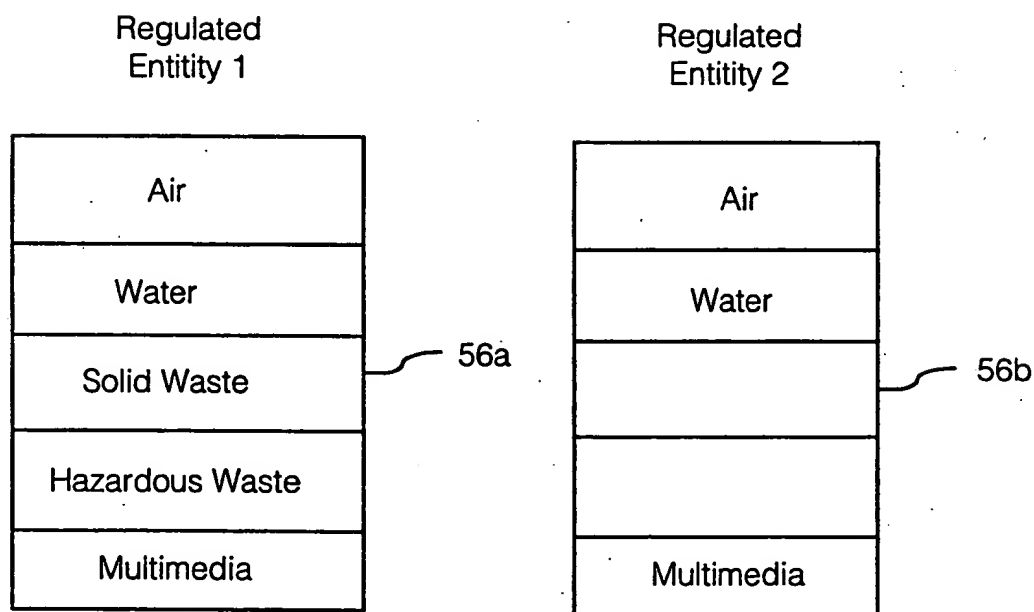 Regulated
Entitity 1
Air
Water
Solid Waste
Hazardous Waste
Multimedia
56a
Regulated
Entitity 2
Air
Water
Multimedia
56b